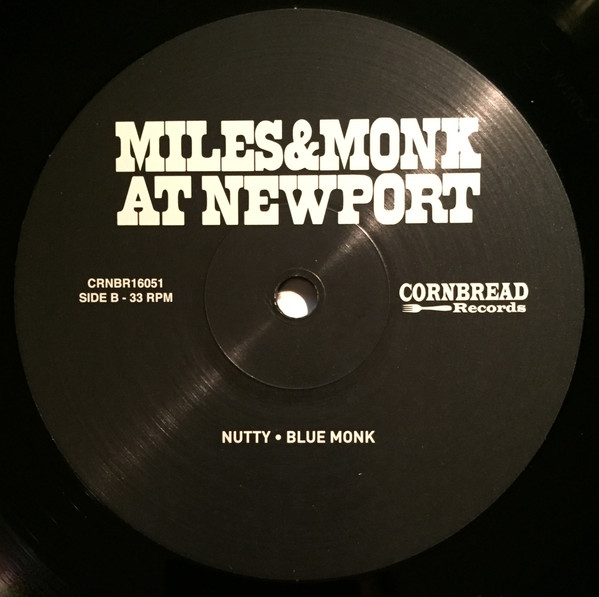 MILES&MONK
AT NEWPORT
CRNBR16051
SIDE B - 33 RPM
CORNBREAD
Records
NUTTY • BLUE MONK